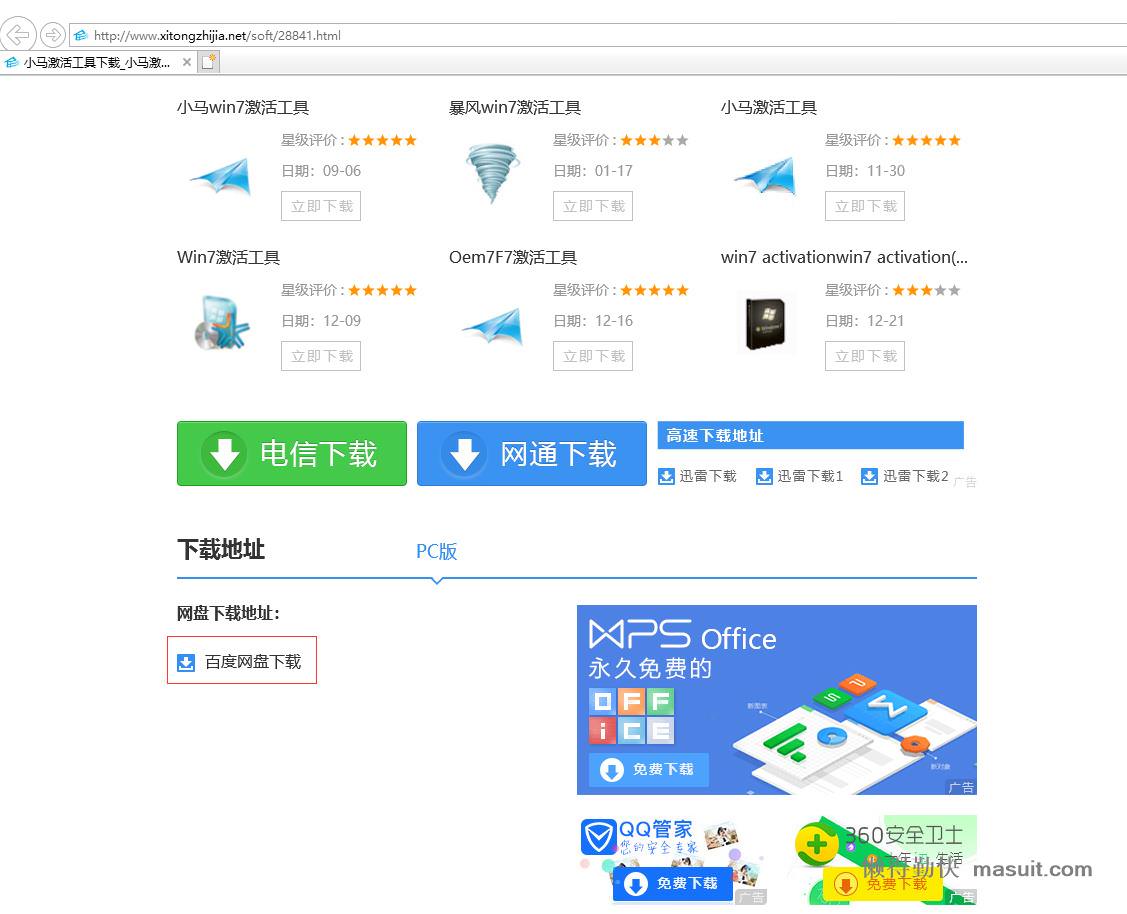 http://www.xitongzhijia.net/soft/28841.html
小马激活工具下载_小马激...
小马win7激活工具
暴风win7激活工具
小马激活工具
星级评价 :
星级评价 :
星级评价 :
日期：09-06
日期：01-17
日期：11-30
立即下载
立即下载
立即下载
Win7激活工具
Oem7F7激活工具
win7 activationwin7 activation(...
星级评价 :
星级评价 :
星级评价 :
日期：12-09
日期：12-16
日期：12-21
立即下载
立即下载
立即下载
电信下载
网通下载
高速下载地址
迅雷下载
迅雷下载1
迅雷下载2
广告
下载地址
PC版
网盘下载地址：
百度网盘下载
WPS Office
永久免费的
OFF
iCE
免费下载
新图表
新对象
广告
QQ管家
您的安全专家
免费下载
广告
360安全卫士
生活
免费下载
广告
懒得勤快 masuit.com